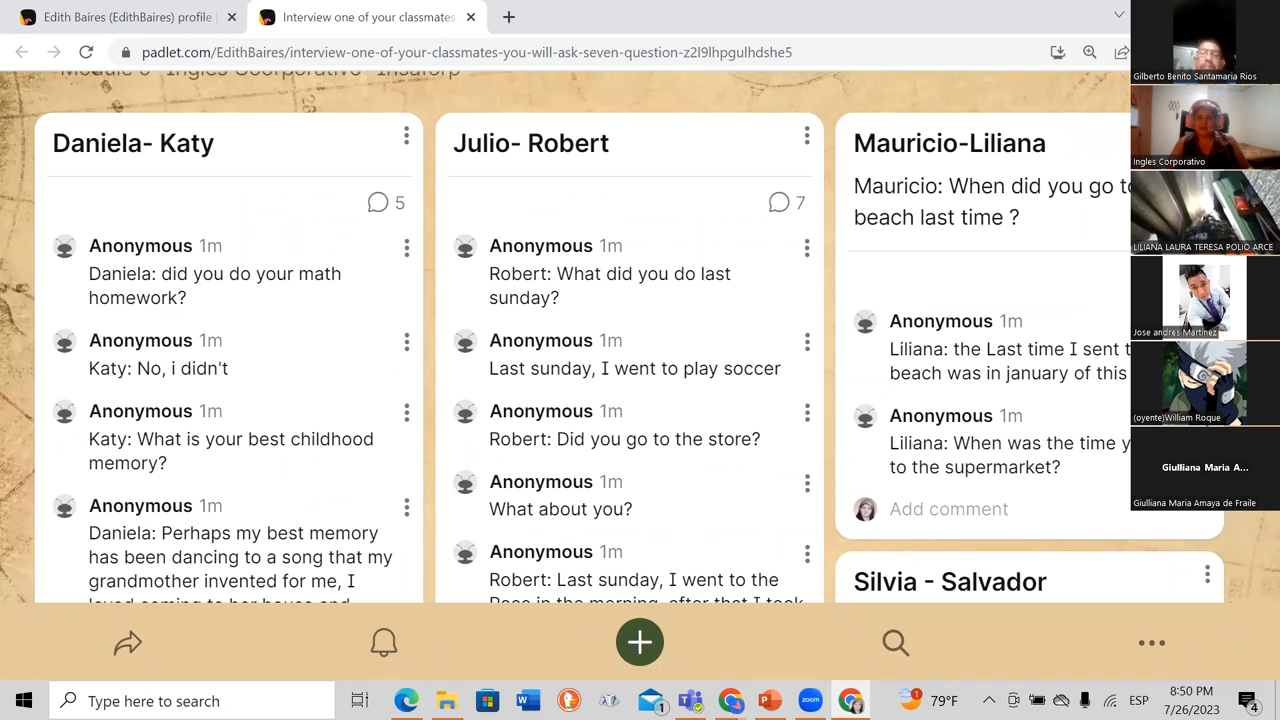 Edith Baires (EdithBaires) profile
Interview one of your classmates
padlet.com/EdithBaires/interview-one-of-your-classmates-you-will-ask-seven-question-z2l9lhpgulhdshe5
Daniela- Katy
5
Anonymous 1m
Daniela: did you do your math
homework?
Anonymous 1m
Katy: No, i didn't
Anonymous 1m
Katy: What is your best childhood
memory?
Anonymous 1m
Daniela: Perhaps my best memory
has been dancing to a song that my
grandmother invented for me, I
Julio- Robert
7
Anonymous 1m
Robert: What did you do last
sunday?
Anonymous 1m
Last sunday, I went to play soccer
Anonymous 1m
Robert: Did you go to the store?
Anonymous 1m
What about you?
Anonymous 1m
Robert: Last sunday, I went to the
Mauricio-Liliana
Mauricio: When did you go to
beach last time ?
Anonymous 1m
Liliana: the Last time I sent t
beach was in january of this
Anonymous 1m
Liliana: When was the time y
to the supermarket?
Add comment
Silvia - Salvador
Gilberto Benito Santamaria Rios
Ingles Corporativo
LILIANA LAURA TERESA POLIO ARCE
Jose andres Martinez
(oyente)William Roque
Giulliana Maria A...
Giulliana Maria Amaya de Fraile
Type here to search
1
zoom
1
79°F
ESP
8:50 PM
7/26/2023
4